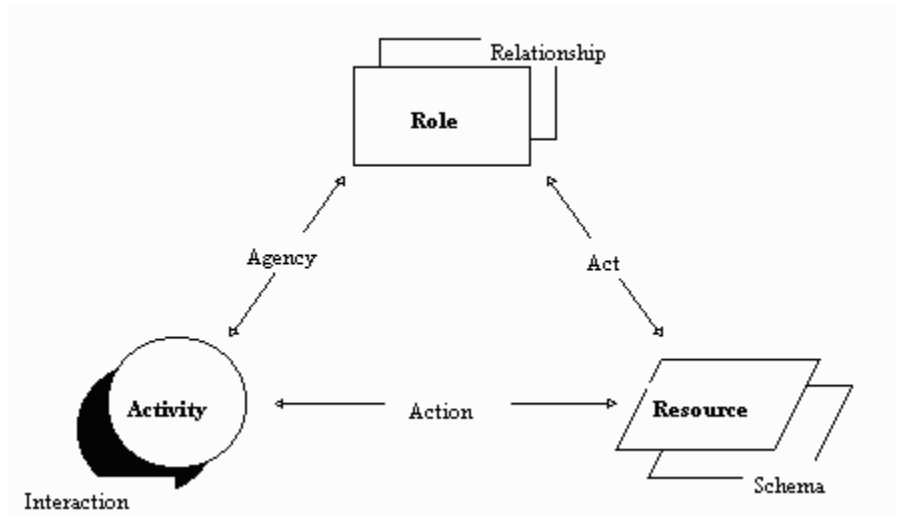 Relationship
Role
Agency
Act
Activity
Action
Resource
Schema
Interaction